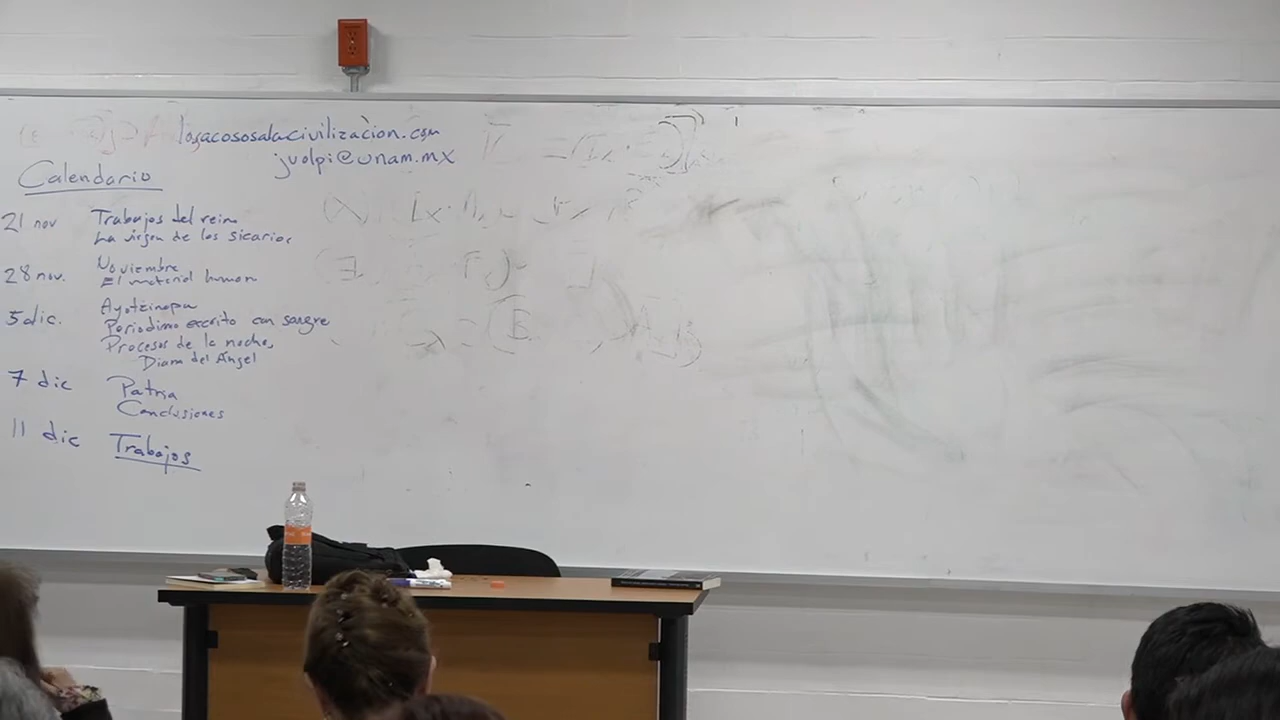 losacososalacivilizacion.com
jvolpi@unam.mx
Calendario
21 nov Trabajos del reino
La virgen de los sicarios
28 nov. Noviembre
El material humano
5 dic. Ayotzinapa
Periodismo escrito con sangre
Procesos de la noche,
Diana del Ángel
7 dic Patria
Conclusiones
11 dic Trabajos